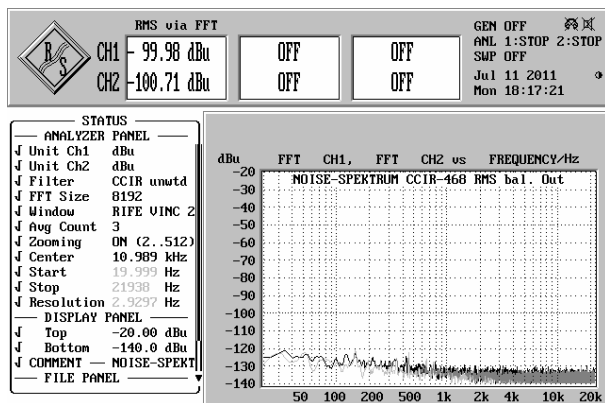 RMS via FFT
R
S
CH1 - 99.98 dBu
CH2 -100.71 dBu
OFF
OFF
OFF
OFF
GEN OFF
ANL 1:STOP 2:STOP
SWP OFF
Jul 11 2011
Mon 18:17:21
STATUS
ANALYZER PANEL
Unit Ch1 dBu
Unit Ch2 dBu
Filter CCIR unwtd
FFT Size 8192
Window RIFE VINC 2
Avg Count 3
Zooming ON (2..512)
Center 10.989 kHz
Start 19.999 Hz
Stop 21938 Hz
Resolution 2.9297 Hz
DISPLAY PANEL
Top -20.00 dBu
Bottom -140.0 dBu
COMMENT — NOISE-SPEKT
FILE PANEL
dBu FFT CH1, FFT CH2 vs FREQUENCY/Hz
NOISE-SPEKTRUM CCIR-468 RMS bal. Out
-20
-30
-40
-50
-60
-70
-80
-90
-100
-110
-120
-130
-140
50 100 200 500 1k 2k 4k 10k 20k